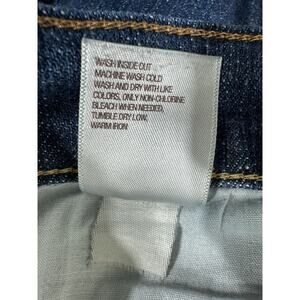 WASH INSIDE OUT
MACHINE WASH COLD
WASH AND DRY WITH LIKE
COLORS, ONLY NON-CHLORINE
BLEACH WHEN NEEDED,
TUMBLE DRY LOW,
WARM IRON